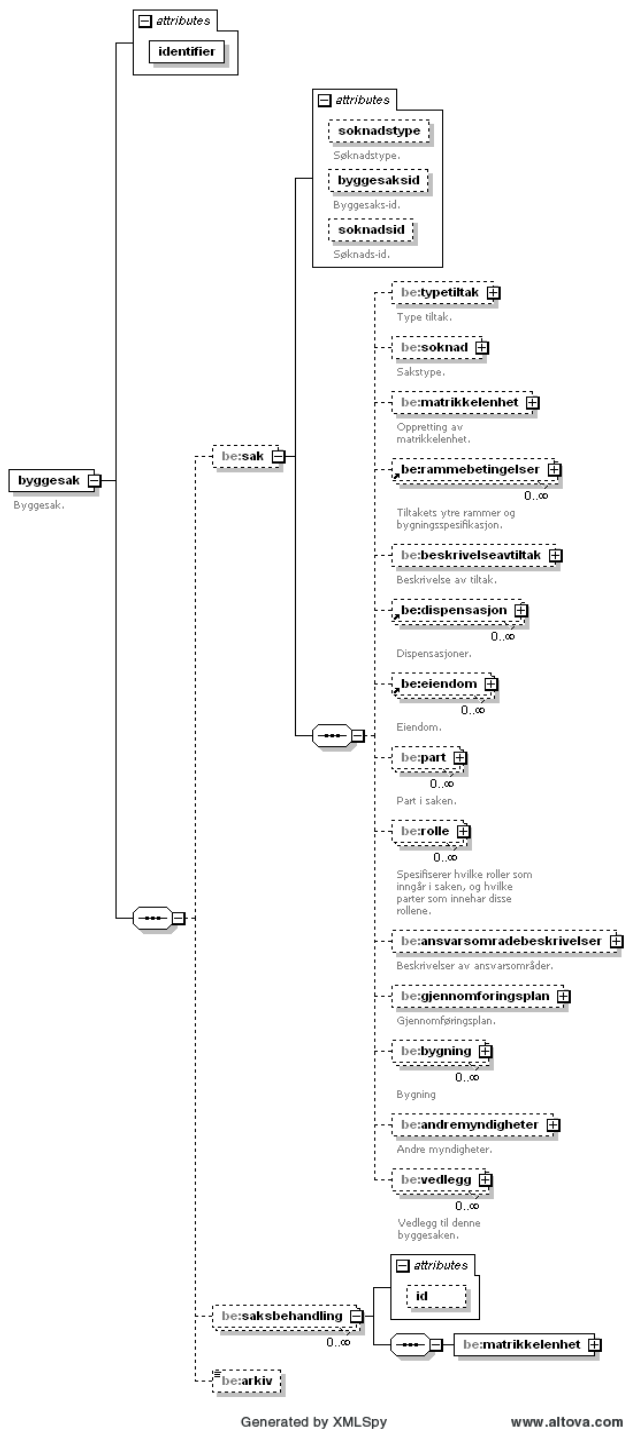 attributes
identifier
attributes
soknadstype
Søknadstype.
byggesaksid
Byggesaks-id.
soknadsid
Søknads-id.
be:typetiltak
Type tiltak.
be:soknad
Sakstype.
be:matrikkelenhet
Oppretting av
matrikkelenhet.
be:sak
byggesak
Byggesak.
be:rammebetingelser
0..∞
Tiltakets ytre rammer og
bygningsspesifikasjon.
be:beskrivelseavtiltak
Beskrivelse av tiltak.
be:dispensasjon
0..∞
Dispensasjoner.
be:eiendom
0..∞
Eiendom.
be:part
0..∞
Part i saken.
be:rolle
0..∞
Spesifiserer hvilke roller som
inngår i saken, og hvilke
parter som innehar disse
rollene.
be:ansvarsomradebeskrivelser
Beskrivelser av ansvarsområder.
be:gjennomforingsplan
Gjennomføringsplan.
be:bygning
0..∞
Bygning
be:andremyndigheter
Andre myndigheter.
be:vedlegg
0..∞
Vedlegg til denne
byggesaken.
attributes
id
be:saksbehandling
0..∞
be:matrikkelenhet
be:arkiv
Generated by XMLSpy www.altova.com